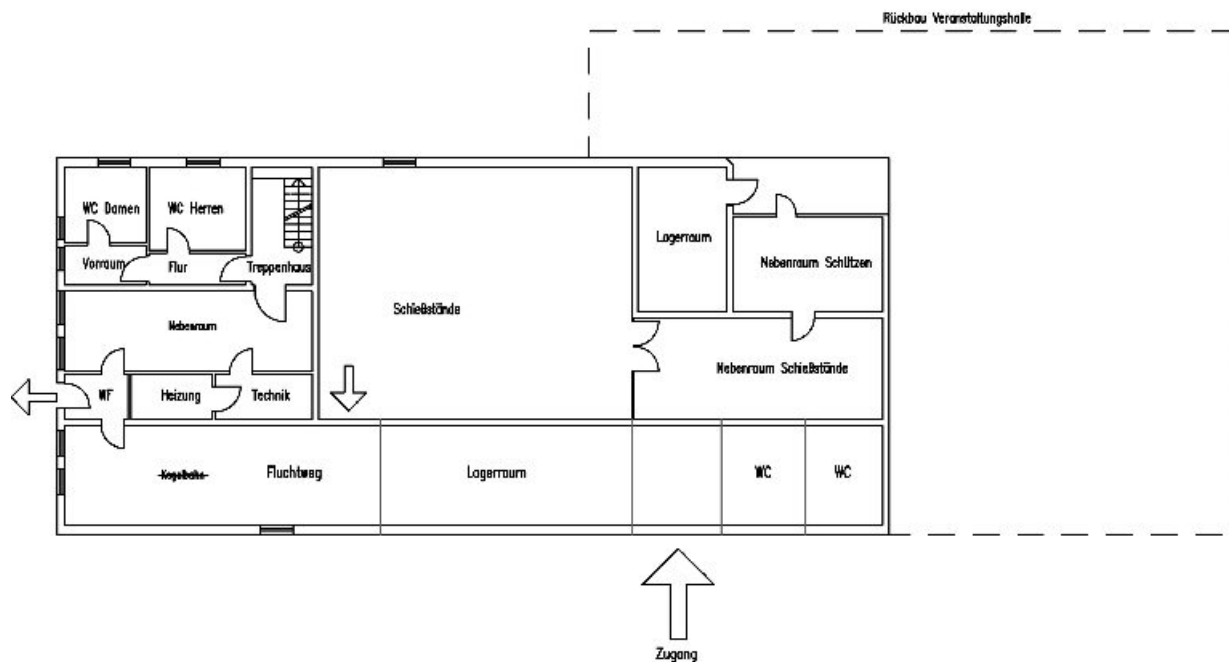 Rückbau Veranstaltungshalle
WC Damen
WC Herren
Lagerraum
Vorraum
Flur
Treppenhaus
Nebenraum Schützen
Schießstände
Nebenraum
Nebenraum Schießstände
WF
Heizung
Technik
Kegelbahn
Fluchtweg
Lagerraum
WC
WC
Zugang